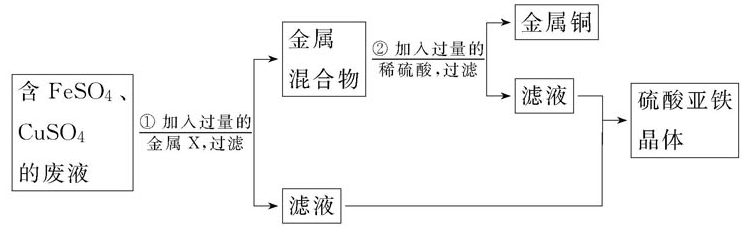 含 FeSO₄、
CuSO₄
的废液
① 加入过量的
金属 X,过滤
金属
混合物
② 加入过量的
稀硫酸,过滤
金属铜
滤液
滤液
硫酸亚铁
晶体